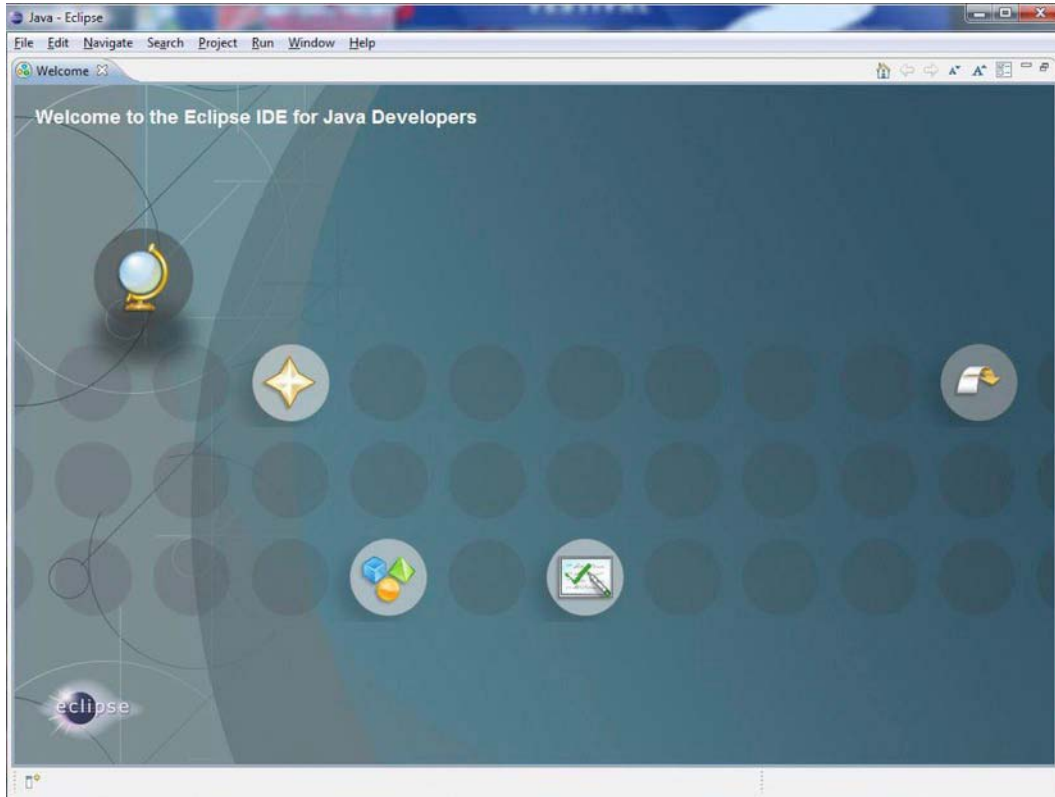 Java - Eclipse
File Edit Navigate Search Project Run Window Help
Welcome
Welcome to the Eclipse IDE for Java Developers
eclipse